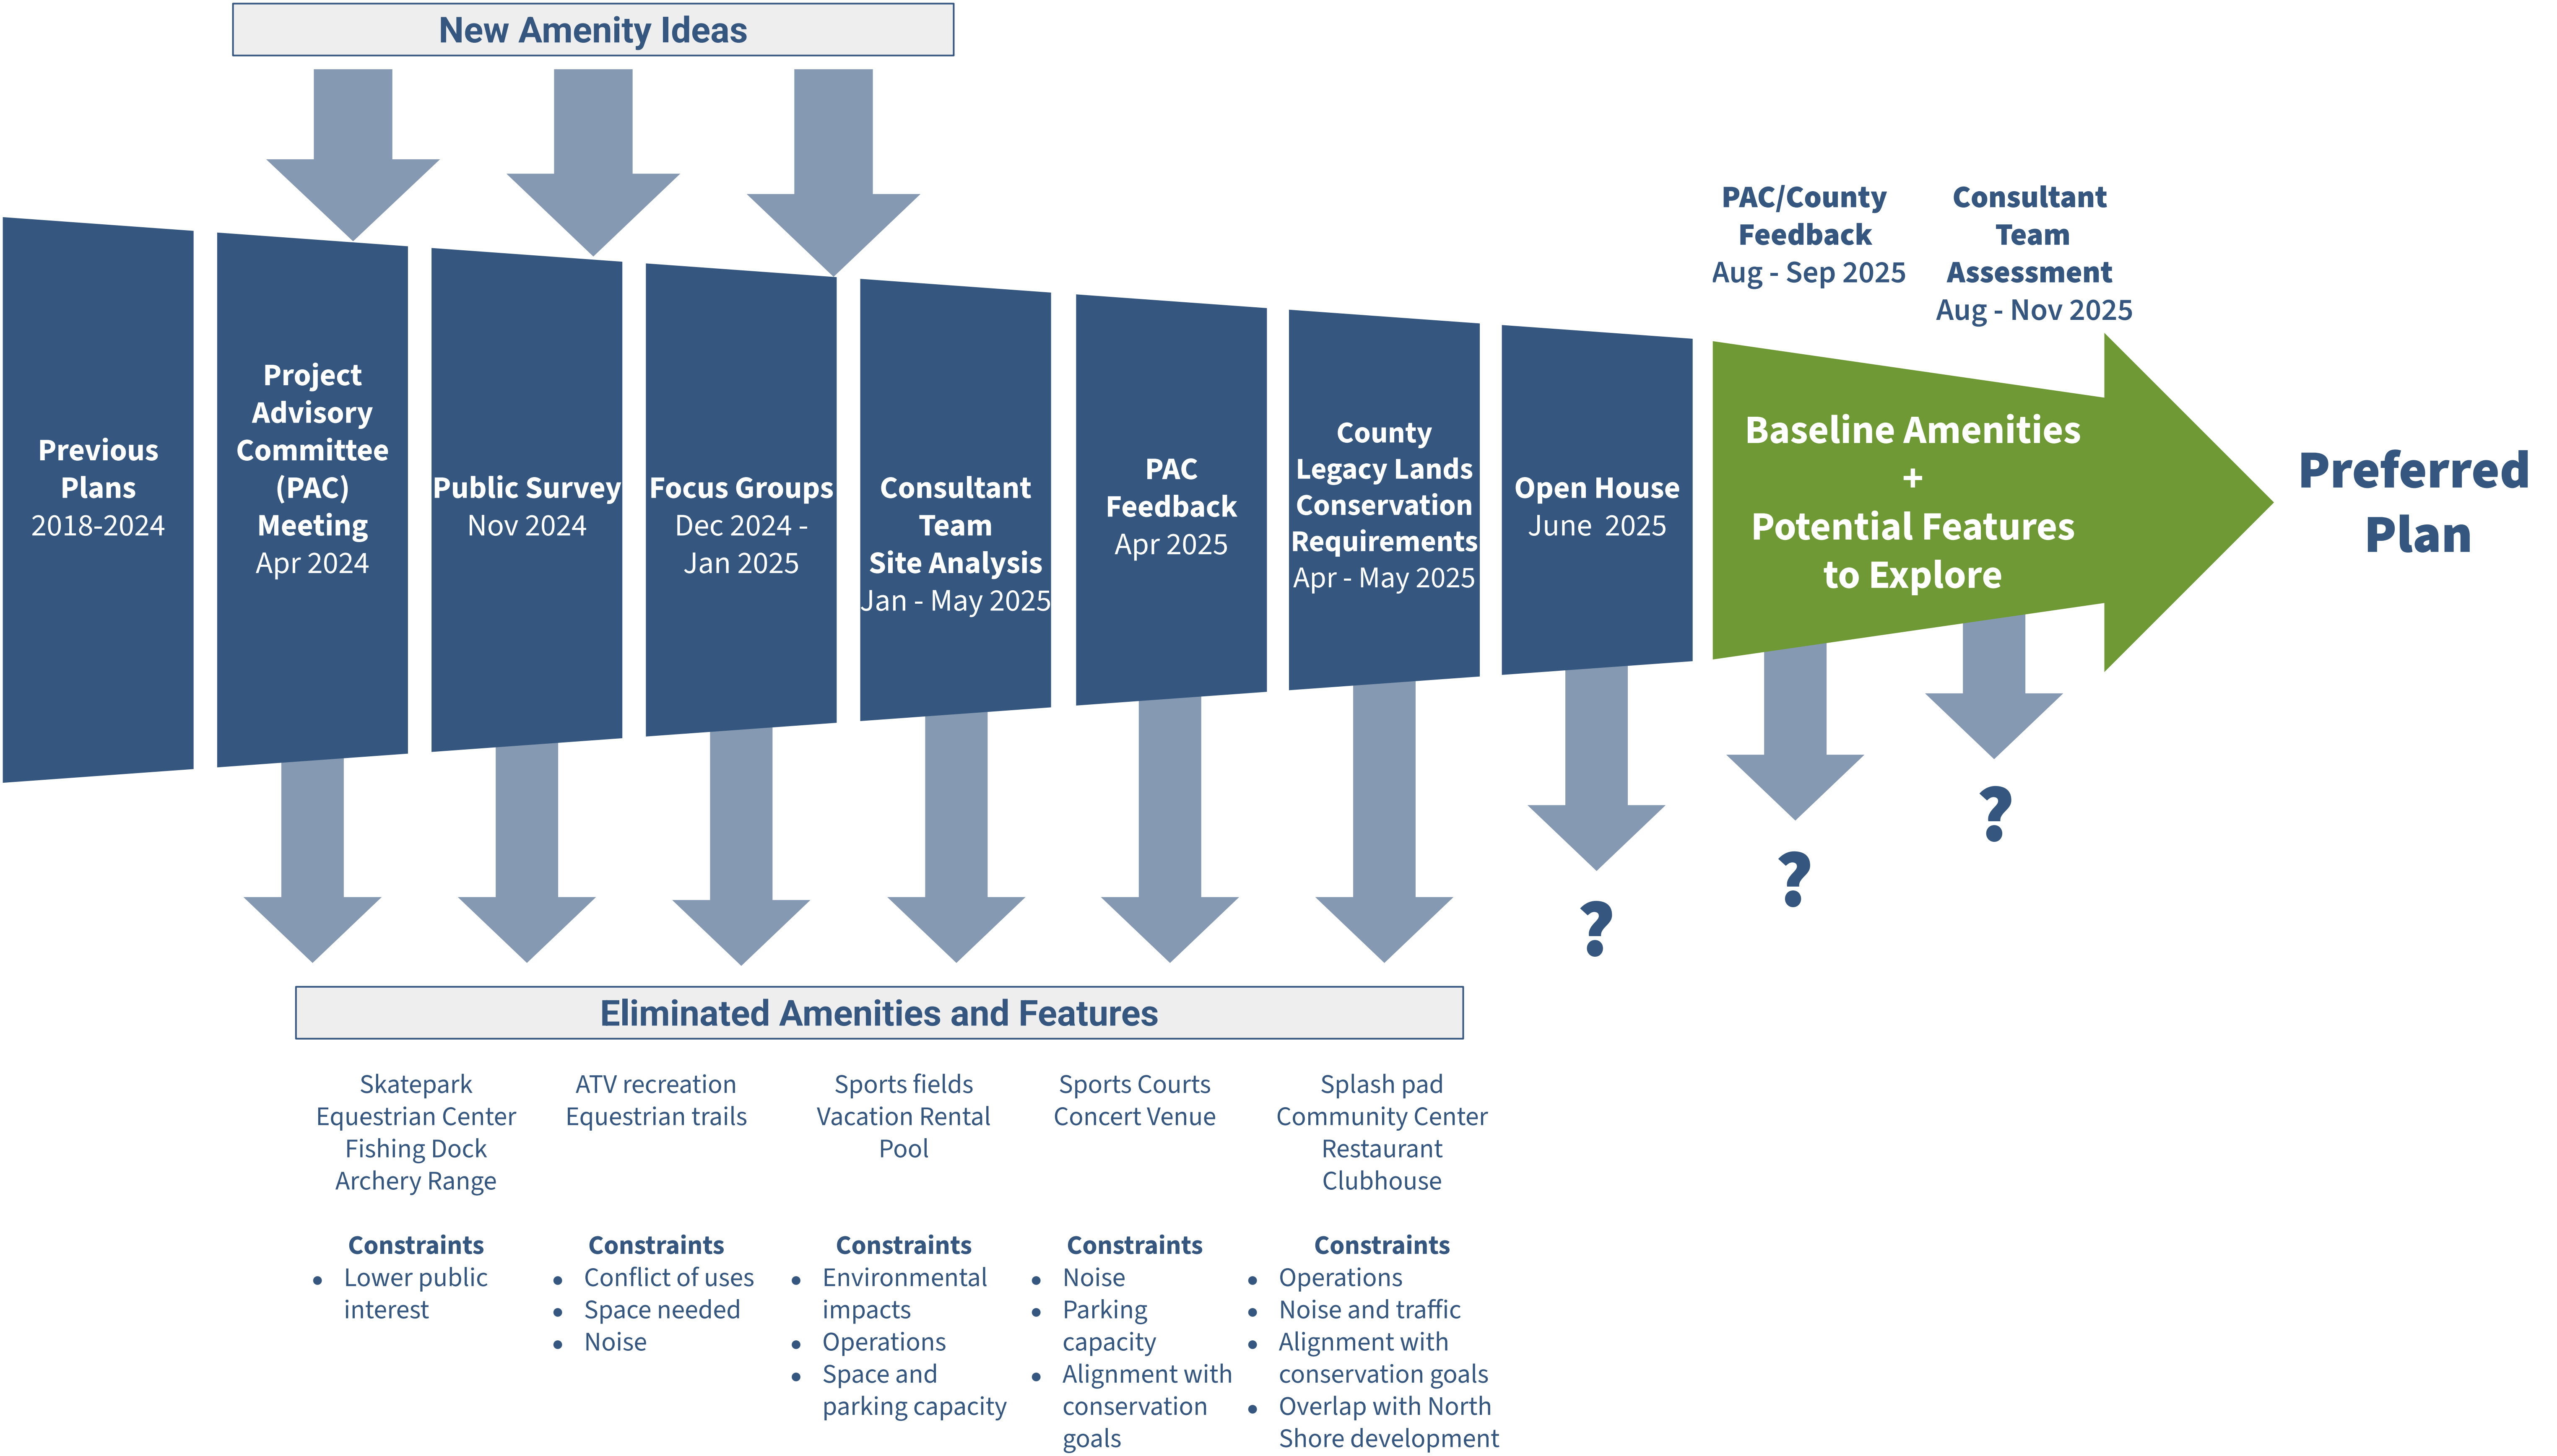 New Amenity Ideas
PAC/County
Feedback
Aug - Sep 2025
Consultant
Team
Assessment
Aug - Nov 2025
Previous
Plans
2018-2024
Project
Advisory
Committee
(PAC)
Meeting
Apr 2024
Public Survey
Nov 2024
Focus Groups
Dec 2024 -
Jan 2025
Consultant
Team
Site Analysis
Jan - May 2025
PAC
Feedback
Apr 2025
County
Legacy Lands
Conservation
Requirements
Apr - May 2025
Open House
June 2025
Baseline Amenities
+
Potential Features
to Explore
Preferred
Plan
?
?
?
Eliminated Amenities and Features
Skatepark
Equestrian Center
Fishing Dock
Archery Range
Constraints
• Lower public
interest
ATV recreation
Equestrian trails
Constraints
• Conflict of uses
• Space needed
• Noise
Sports fields
Vacation Rental
Pool
Constraints
• Environmental
impacts
• Operations
• Space and
parking capacity
Sports Courts
Concert Venue
Constraints
• Noise
• Parking
capacity
• Alignment with
conservation
goals
Splash pad
Community Center
Restaurant
Clubhouse
Constraints
• Operations
• Noise and traffic
• Alignment with
conservation goals
• Overlap with North
Shore development